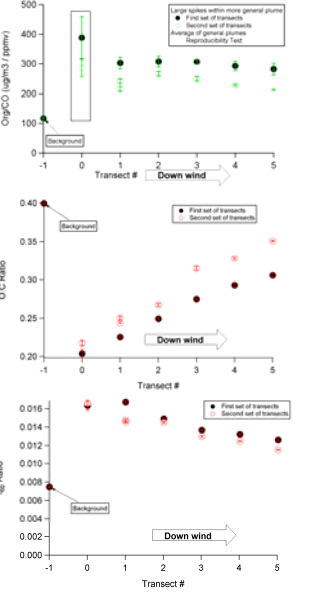 Large spikes within more general plume
First set of transects
Second set of transects
Average of general plumes
Reproducibility Test
Org/CO (ug/m3 / ppmv)
500
400
300
200
100
0
Background
-1 0 1 2 3 4 5
Transect # Down wind
O:C Ratio
0.40
0.35
0.30
0.25
0.20
Background
First set of transects
Second set of transects
Down wind
-1 0 1 2 3 4 5
Transect #
Ratio
0.016
0.014
0.012
0.010
0.008
0.006
0.004
0.002
0.000
First set of transects
Second set of transects
Background
Down wind
-1 0 1 2 3 4 5
Transect #